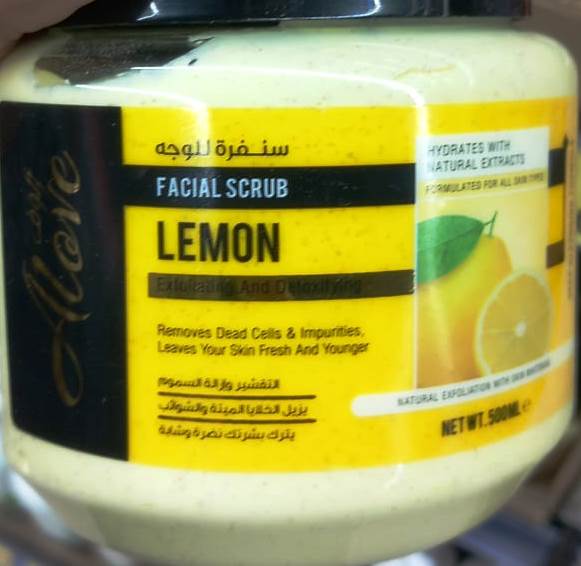 سنفرة للوجه
FACIAL SCRUB
LEMON
Exfoliating And Detoxifying
Removes Dead Cells & Impurities,
Leaves Your Skin Fresh And Younger
التقشير وإزالة السموم
يزيل الخلايا الميتة والشوائب
يترك بشرتك نضرة وشابة
HYDRATES WITH
NATURAL EXTRACTS
FORMULATED FOR ALL SKIN TYPES
NATURAL EXFOLIATION WITH SKIN
NET WT. 500ML e